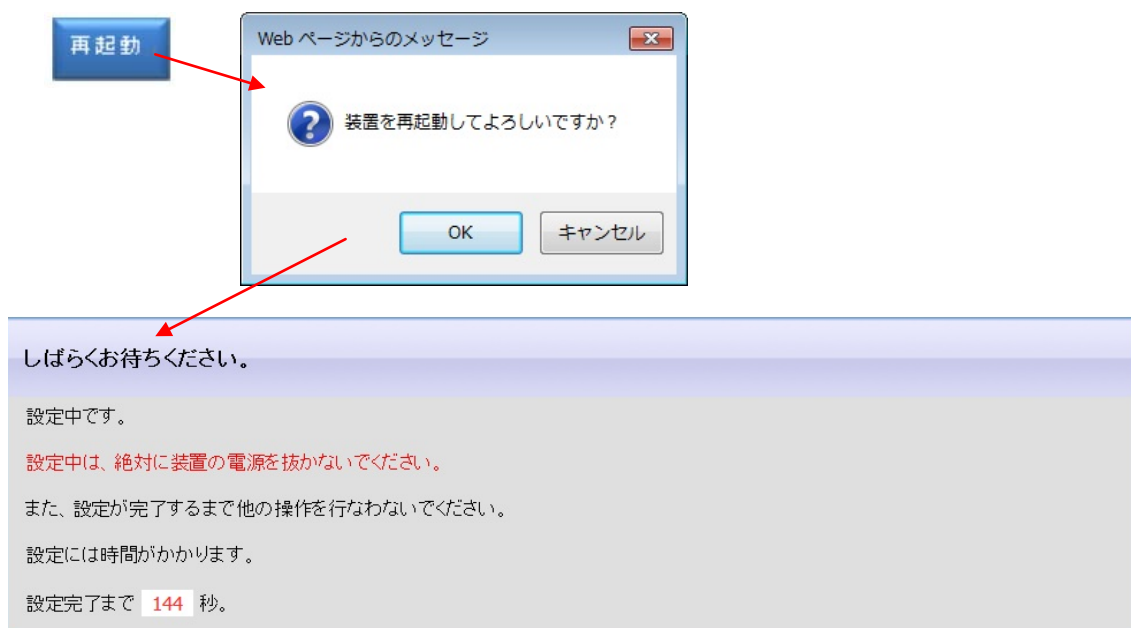 再起動
Web ページからのメッセージ
装置を再起動してよろしいですか？
OK
キャンセル
しばらくお待ちください。
設定中です。
設定中は、絶対に装置の電源を抜かないでください。
また、設定が完了するまで他の操作を行なわないでください。
設定には時間がかかります。
設定完了まで 144 秒。